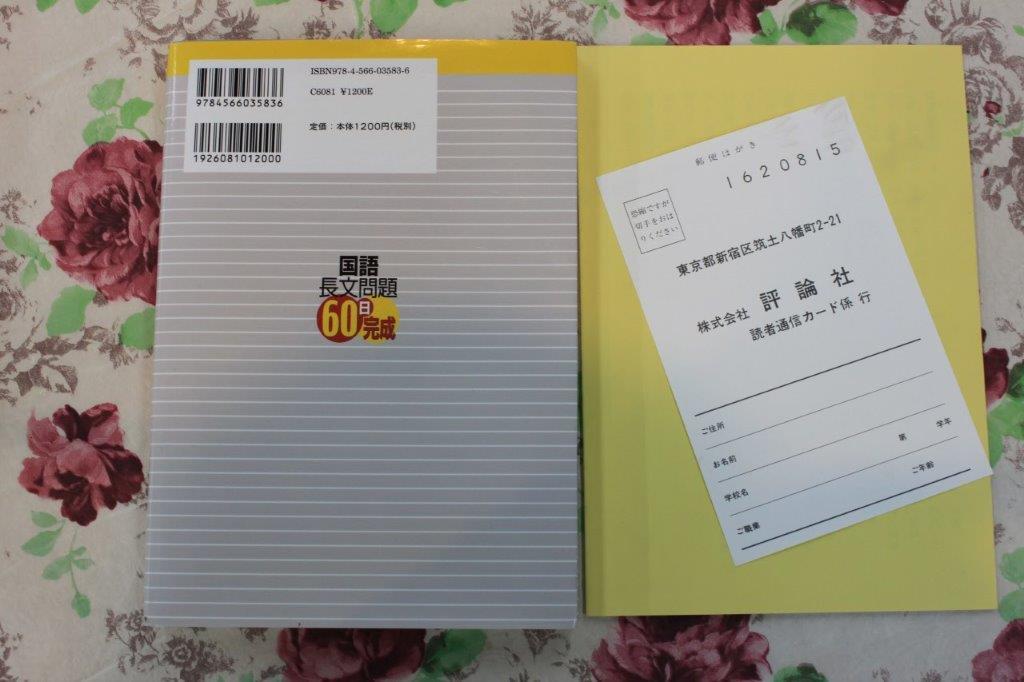 ISBN978-4-566-03583-6
C6081 ¥1200E
9784566035836
定価:本体1200円(税別)
1926081012000
国語
長文問題
60日完成
郵便はがき
1620815
恐縮ですが
切手をおは
りください
東京都新宿区筑土八幡町2-21
株式会社 評論社
読者通信カード係 行
ご住所
お名前
第 学年
学校名
ご年齢
ご職業